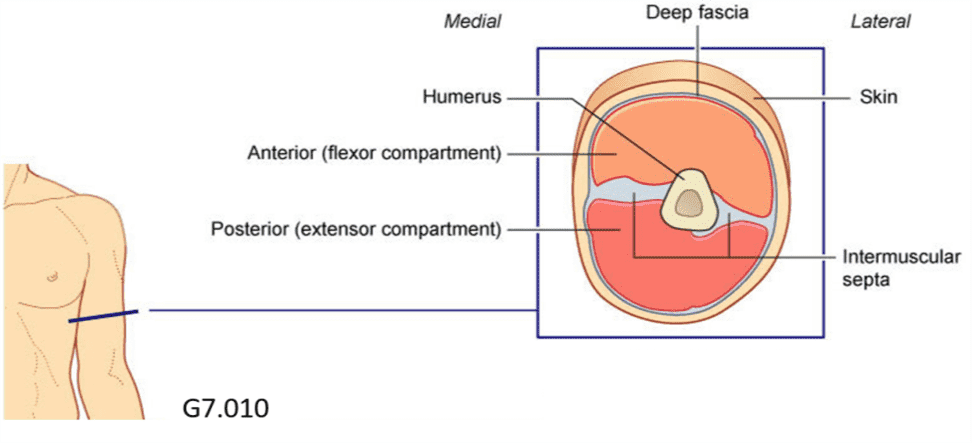 Deep fascia
Medial
Lateral
Humerus
Skin
Anterior (flexor compartment)
Posterior (extensor compartment)
Intermuscular
septa
G7.010